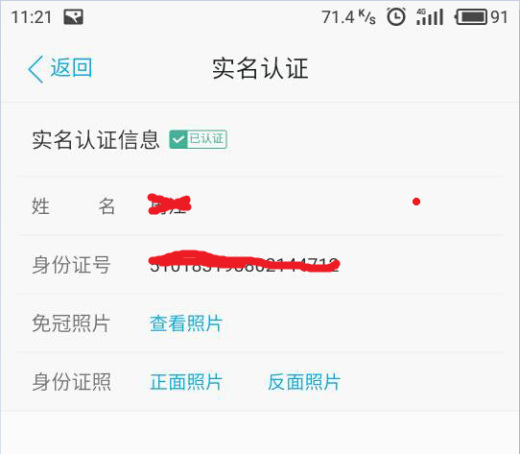 11:21 71.4 K/s 4G 91
返回 实名认证
实名认证信息 已认证
姓 名
身份证号
免冠照片 查看照片
身份证照 正面照片 反面照片